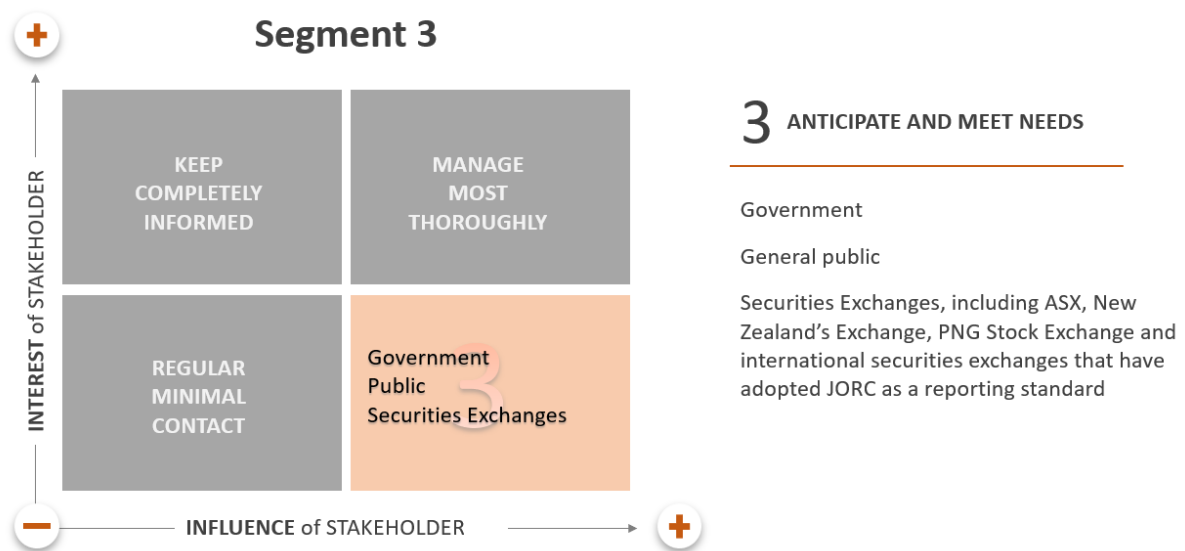 Segment 3
INTEREST of STAKEHOLDER
KEEP
COMPLETELY
INFORMED
MANAGE
MOST
THOROUGHLY
REGULAR
MINIMAL
CONTACT
3
Government
Public
Securities Exchanges
INFLUENCE of STAKEHOLDER
3 ANTICIPATE AND MEET NEEDS
Government
General public
Securities Exchanges, including ASX, New
Zealand’s Exchange, PNG Stock Exchange and
international securities exchanges that have
adopted JORC as a reporting standard